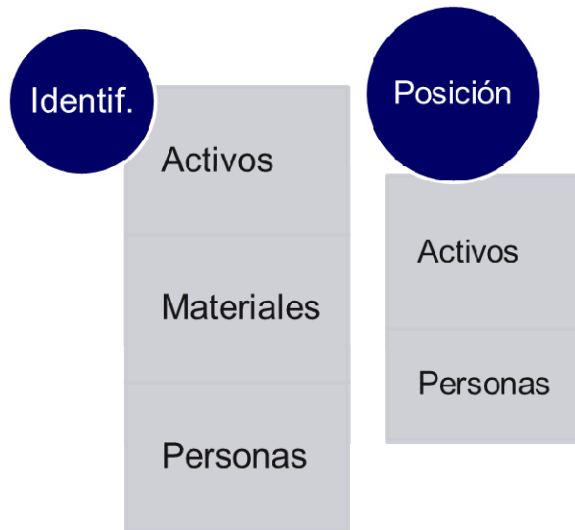 Identif.
Activos
Materiales
Personas
Posición
Activos
Personas